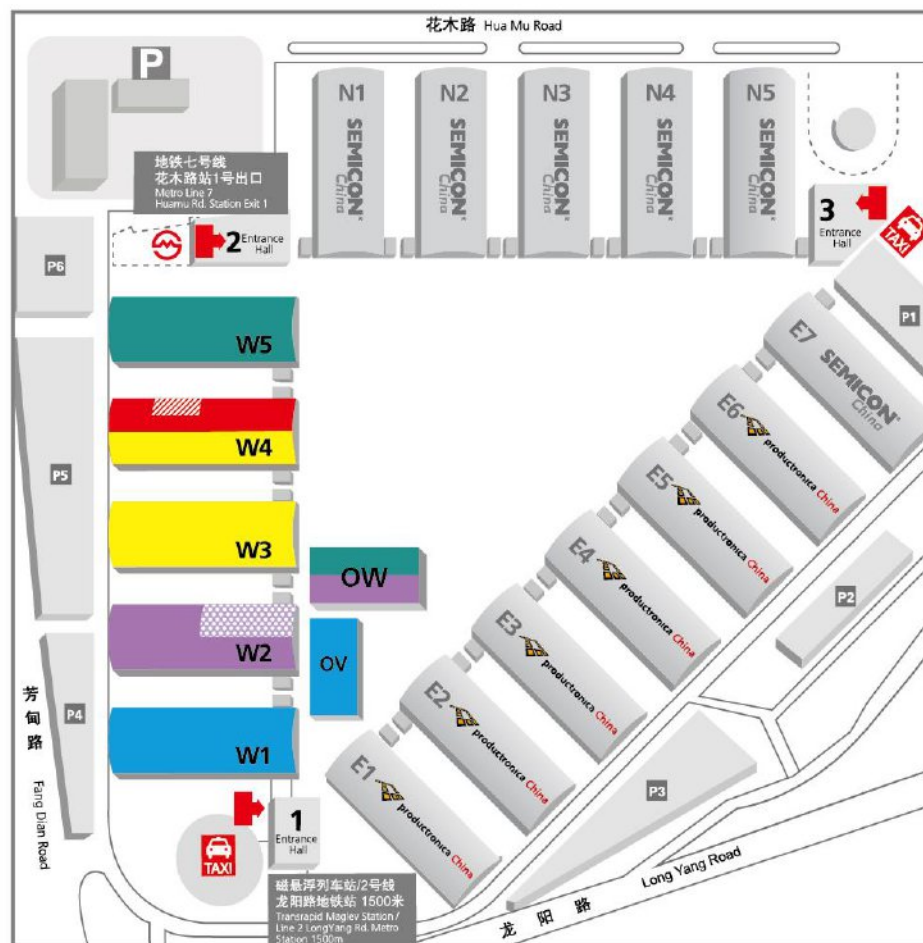 花木路 Hua Mu Road
P
N1
SEMICON®
China
N2
SEMICON®
China
N3
SEMICON®
China
N4
SEMICON®
China
N5
SEMICON®
China
地铁七号线
花木路站1号出口
Metro Line 7
Huamu Rd. Station Exit 1
2 Entrance
Hall
3
Entrance
Hall
TAXI
P6
P1
W5
E7
SEMICON®
China
W4
E6
productronica China
P5
E5
productronica China
W3
E4
productronica China
OW
P2
W2
E3
productronica China
OV
芳甸路 Fang Dian Road
P4
E2
productronica China
W1
E1
productronica China
P3
1
Entrance
Hall
TAXI
Long Yang Road
龙阳路
磁悬浮列车站/2号线
龙阳路地铁站 1500米
Transrapid Maglev Station /
Line 2 LongYang Rd. Metro
Station 1500m